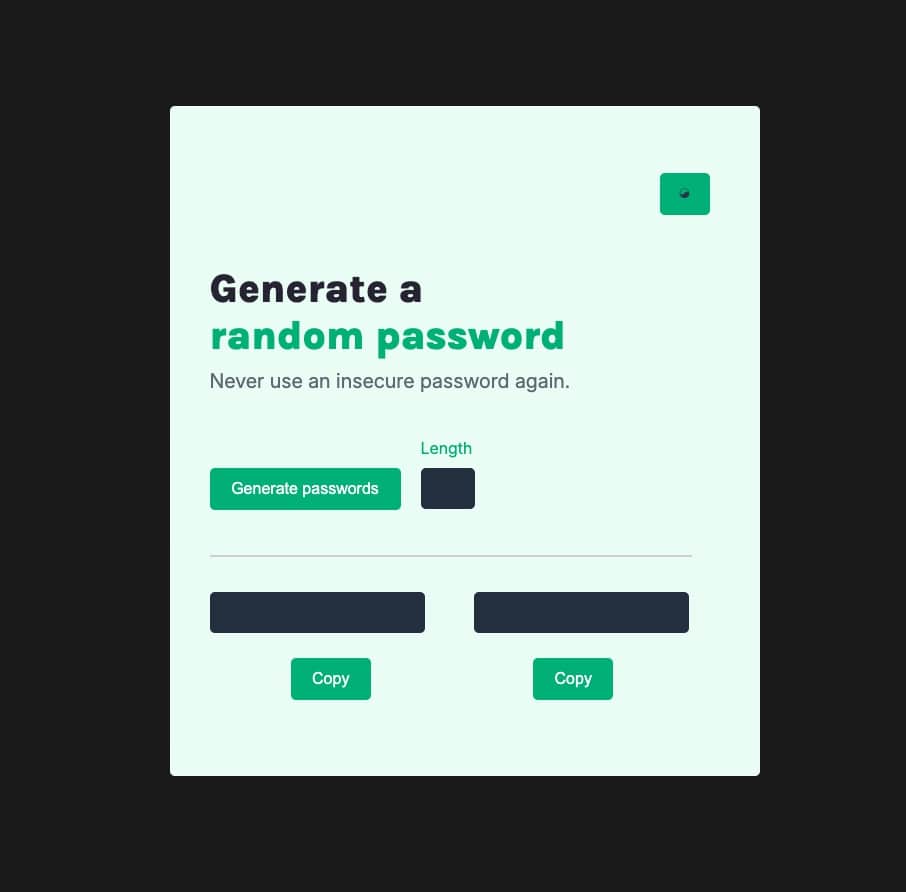 Generate a
random password
Never use an insecure password again.
Length
Generate passwords
Copy
Copy